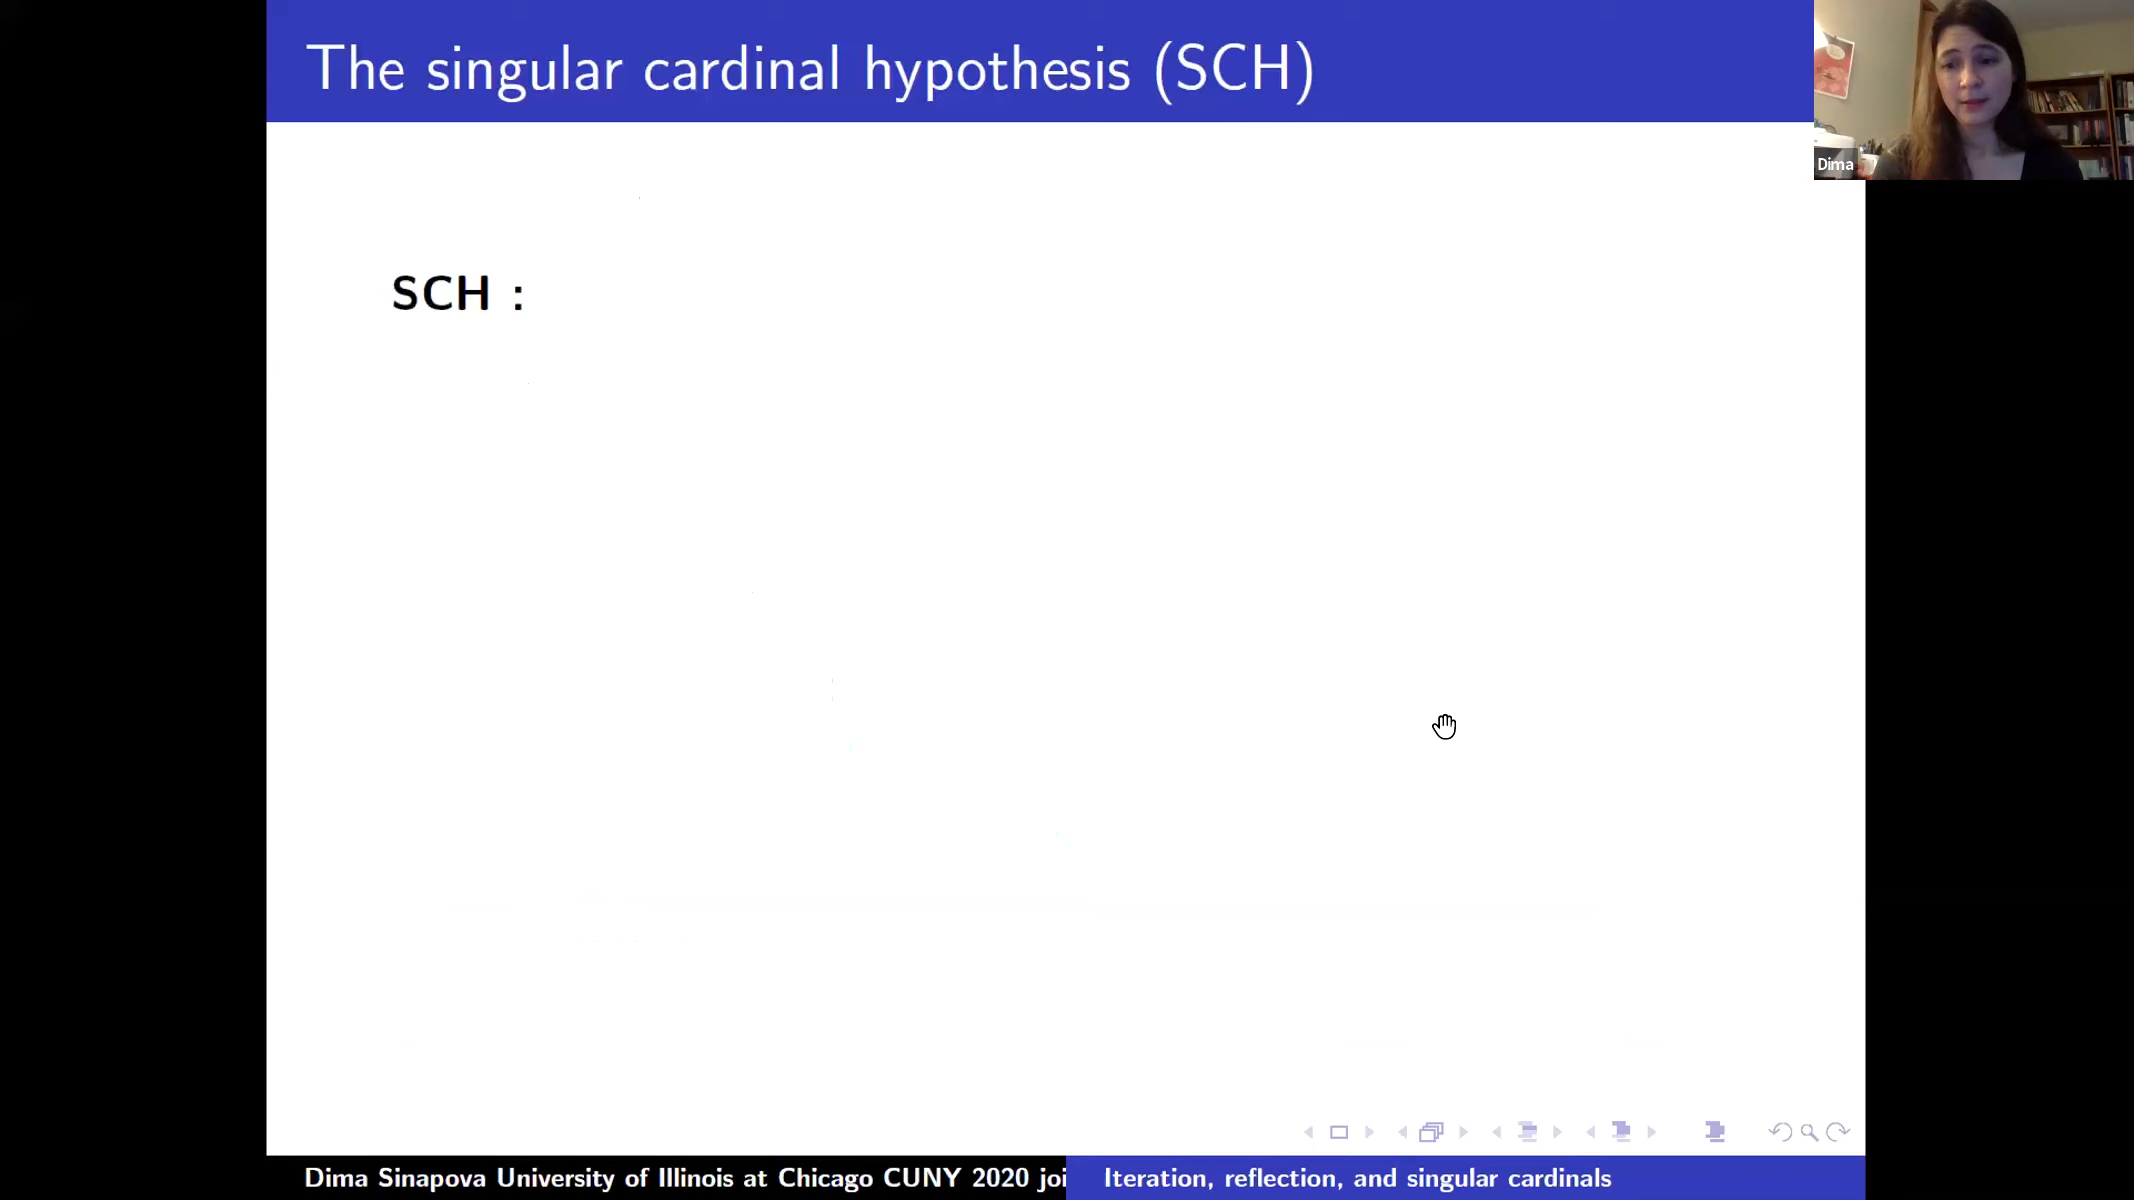 The singular cardinal hypothesis (SCH)
Dima
SCH :
Dima Sinapova University of Illinois at Chicago CUNY 2020 joi
Iteration, reflection, and singular cardinals